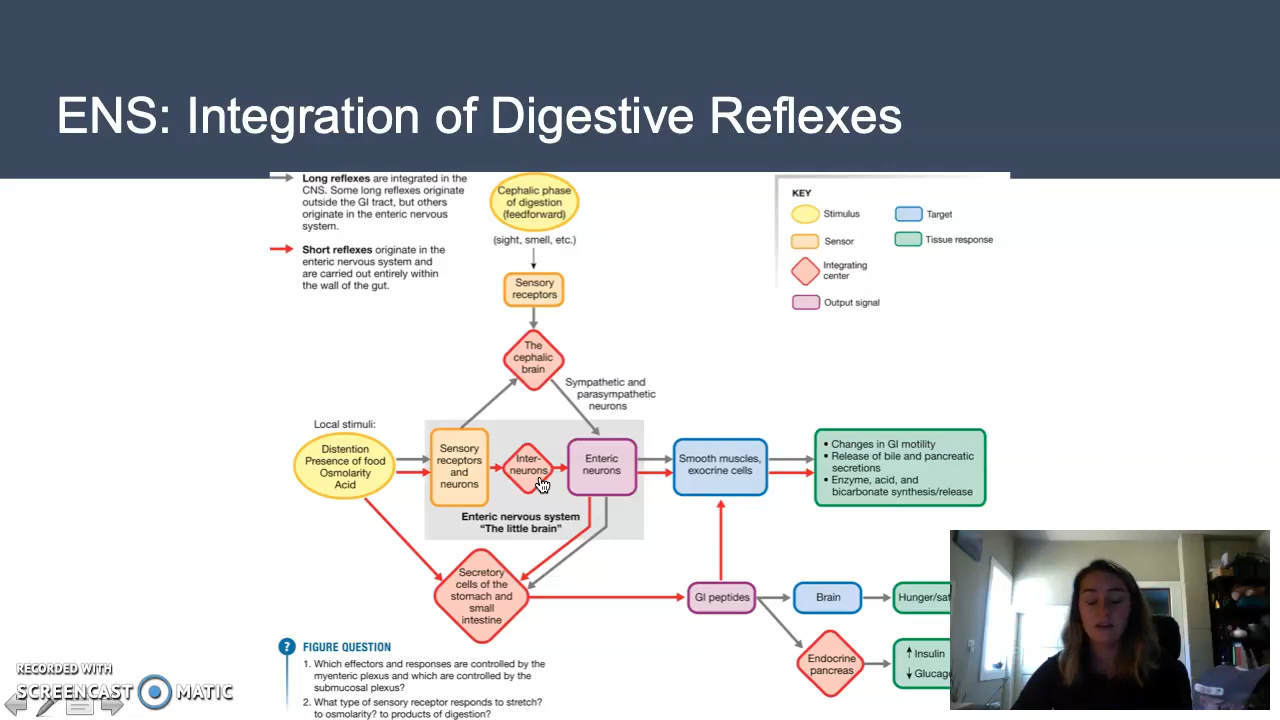 ENS: Integration of Digestive Reflexes
Long reflexes are integrated in the
CNS. Some long reflexes originate
outside the GI tract, but others
originate in the enteric nervous
system.
Short reflexes originate in the
enteric nervous system and
are carried out entirely within
the wall of the gut.
Cephalic phase
of digestion
(feedforward)
(sight, smell, etc.)
Sensory
receptors
The
cephalic
brain
Sympathetic and
parasympathetic
neurons
KEY
Stimulus
Target
Sensor
Tissue response
Integrating
center
Output signal
Local stimuli:
Distention
Presence of food
Osmolarity
Acid
Sensory
receptors
and
neurons
Inter-
neurons
Enteric
neurons
Enteric nervous system
“The little brain”
Smooth muscles,
exocrine cells
• Changes in GI motility
• Release of bile and pancreatic
secretions
• Enzyme, acid, and
bicarbonate synthesis/release
Secretory
cells of the
stomach and
small
intestine
GI peptides
Brain
Hunger/sat
Endocrine
pancreas
↑ Insulin
↓ Glucag
? FIGURE QUESTION
1. Which effectors and responses are controlled by the
myenteric plexus and which are controlled by the
submucosal plexus?
2. What type of sensory receptor responds to stretch?
to osmolarity? to products of digestion?
RECORDED WITH
SCREENCAST MATIC